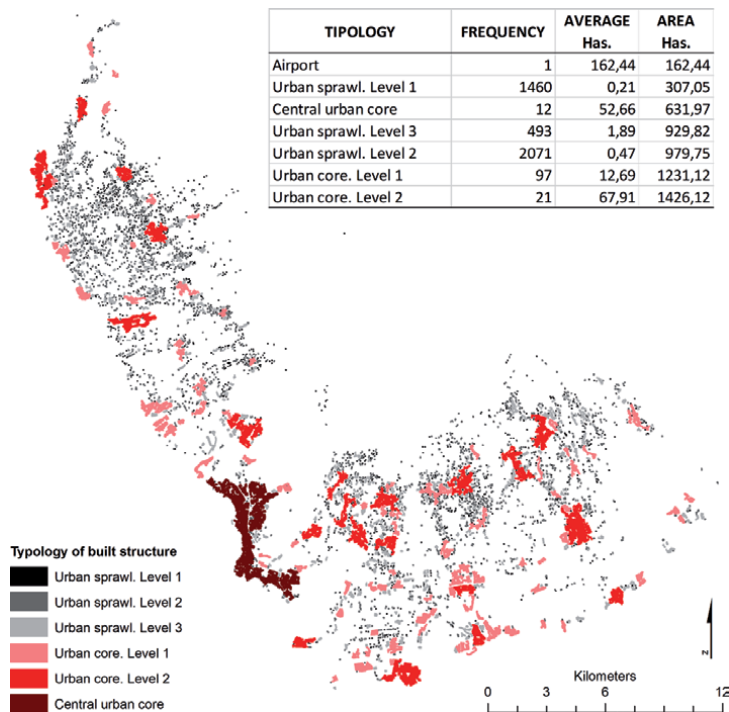 TIPOLOGY FREQUENCY AVERAGE Has. AREA Has.
Airport 1 162,44 162,44
Urban sprawl. Level 1 1460 0,21 307,05
Central urban core 12 52,66 631,97
Urban sprawl. Level 3 493 1,89 929,82
Urban sprawl. Level 2 2071 0,47 979,75
Urban core. Level 1 97 12,69 1231,12
Urban core. Level 2 21 67,91 1426,12
Typology of built structure
Urban sprawl. Level 1
Urban sprawl. Level 2
Urban sprawl. Level 3
Urban core. Level 1
Urban core. Level 2
Central urban core
N
Kilometers
0 3 6 12